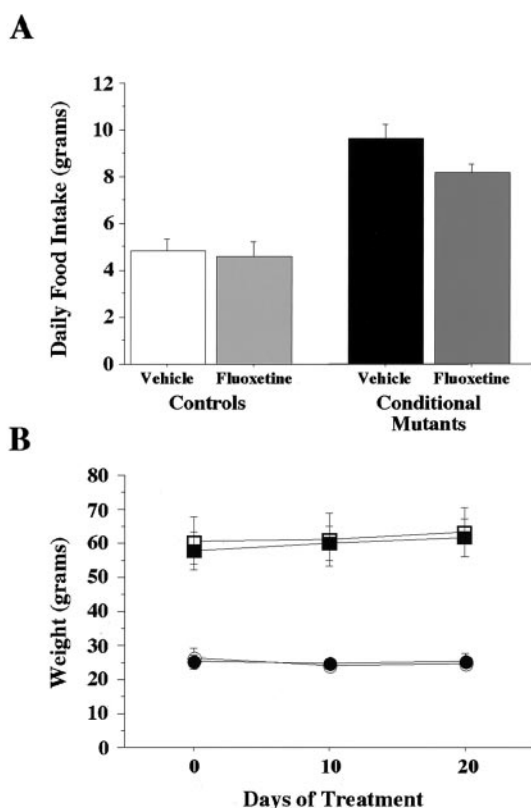 A
Daily Food Intake (grams)
12
10
8
6
4
2
0
Vehicle Fluoxetine Vehicle Fluoxetine
Controls Conditional
Mutants
B
Weight (grams)
80
70
60
50
40
30
20
10
0
0 10 20
Days of Treatment